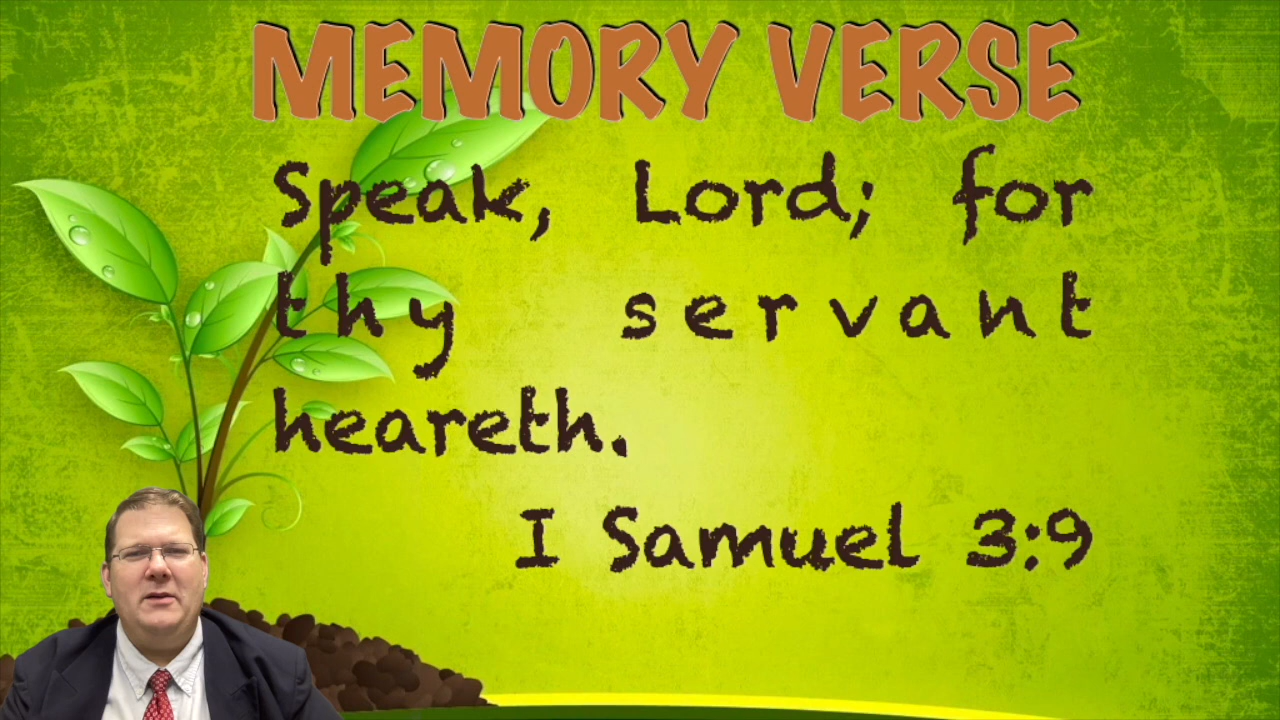 MEMORY VERSE
Speak, Lord; for
thy servant
heareth.
I Samuel 3:9